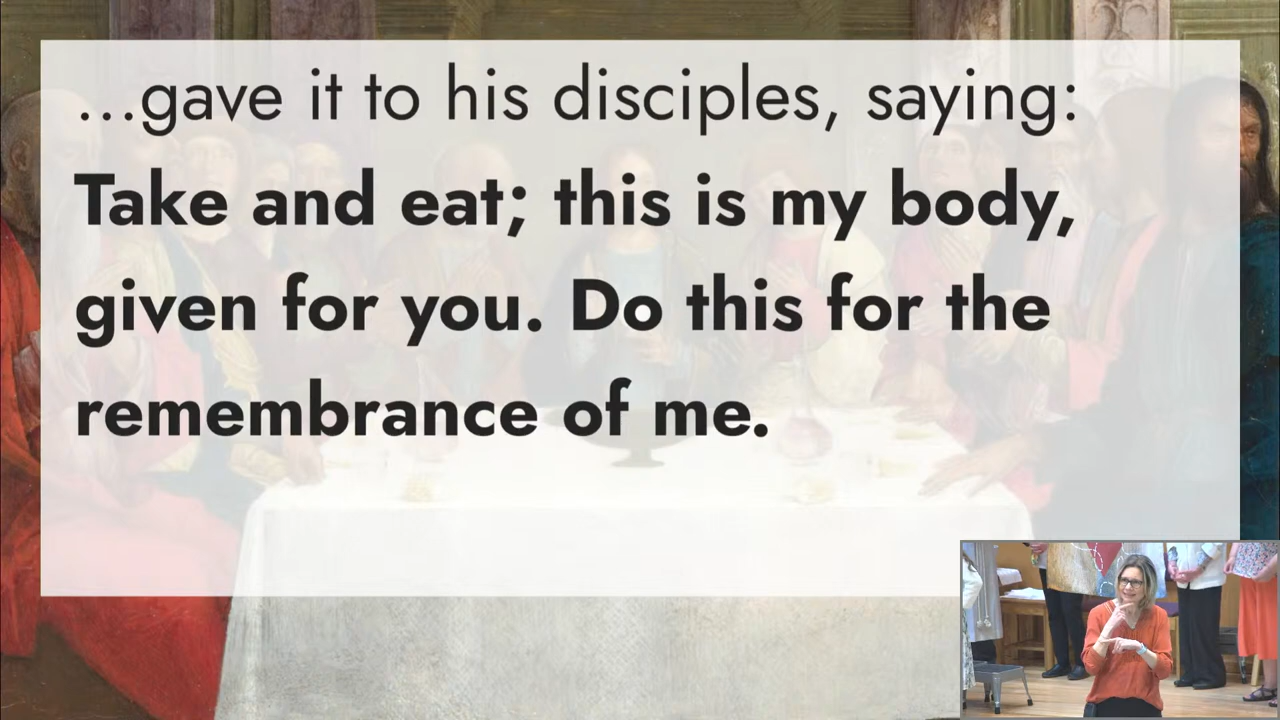 ...gave it to his disciples, saying:
Take and eat; this is my body,
given for you. Do this for the
remembrance of me.